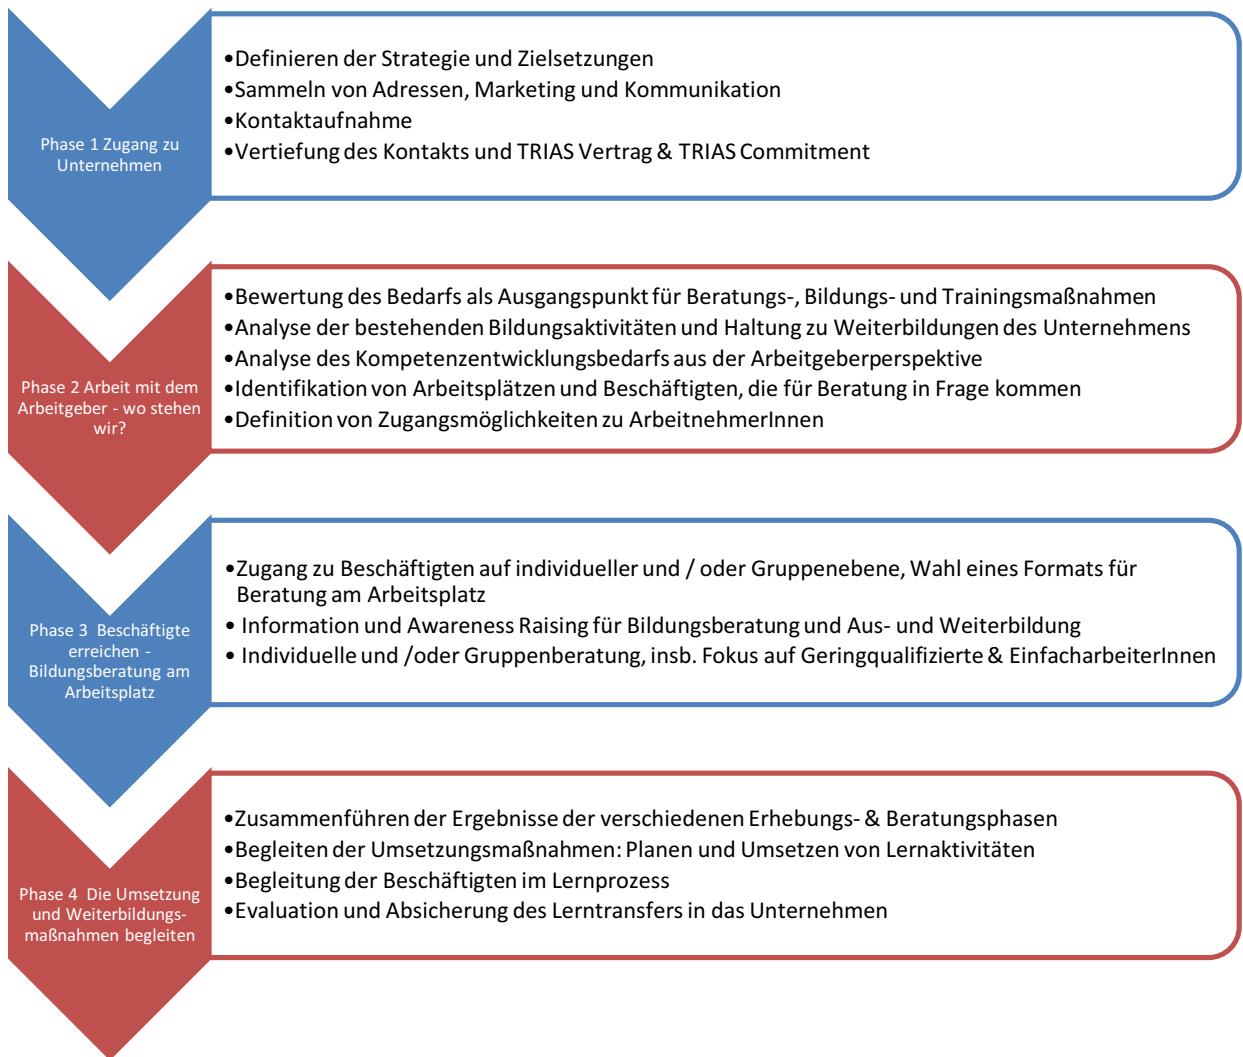 Phase 1 Zugang zu
Unternehmen
•Definieren der Strategie und Zielsetzungen
•Sammeln von Adressen, Marketing und Kommunikation
•Kontaktaufnahme
•Vertiefung des Kontakts und TRIAS Vertrag & TRIAS Commitment
Phase 2 Arbeit mit dem
Arbeitgeber - wo stehen
wir?
•Bewertung des Bedarfs als Ausgangspunkt für Beratungs-, Bildungs- und Trainingsmaßnahmen
•Analyse der bestehenden Bildungsaktivitäten und Haltung zu Weiterbildungen des Unternehmens
•Analyse des Kompetenzentwicklungsbedarfs aus der Arbeitgeberperspektive
•Identifikation von Arbeitsplätzen und Beschäftigten, die für Beratung in Frage kommen
•Definition von Zugangsmöglichkeiten zu ArbeitnehmerInnen
Phase 3 Beschäftigte
erreichen -
Bildungsberatung am
Arbeitsplatz
•Zugang zu Beschäftigten auf individueller und / oder Gruppenebene, Wahl eines Formats für
Beratung am Arbeitsplatz
• Information und Awareness Raising für Bildungsberatung und Aus- und Weiterbildung
• Individuelle und /oder Gruppenberatung, insb. Fokus auf Geringqualifizierte & EinfacharbeiterInnen
Phase 4 Die Umsetzung
und Weiterbildungs-
maßnahmen begleiten
•Zusammenführen der Ergebnisse der verschiedenen Erhebungs- & Beratungsphasen
•Begleiten der Umsetzungsmaßnahmen: Planen und Umsetzen von Lernaktivitäten
•Begleitung der Beschäftigten im Lernprozess
•Evaluation und Absicherung des Lerntransfers in das Unternehmen